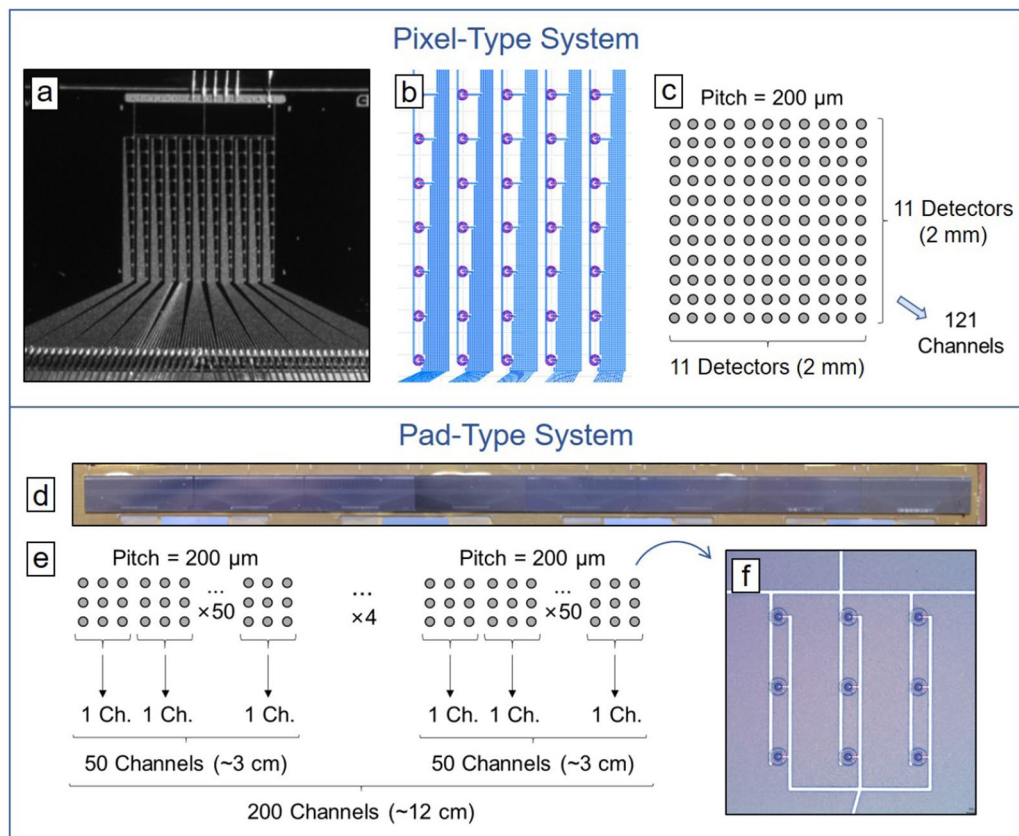 Pixel-Type System
a
b
c
Pitch = 200 µm
11 Detectors
(2 mm)
121
Channels
11 Detectors (2 mm)
Pad-Type System
d
e
Pitch = 200 µm
Pitch = 200 µm
...
×50
...
×4
...
×50
f
1 Ch. 1 Ch. 1 Ch.
1 Ch. 1 Ch. 1 Ch.
50 Channels (~3 cm)
50 Channels (~3 cm)
200 Channels (~12 cm)